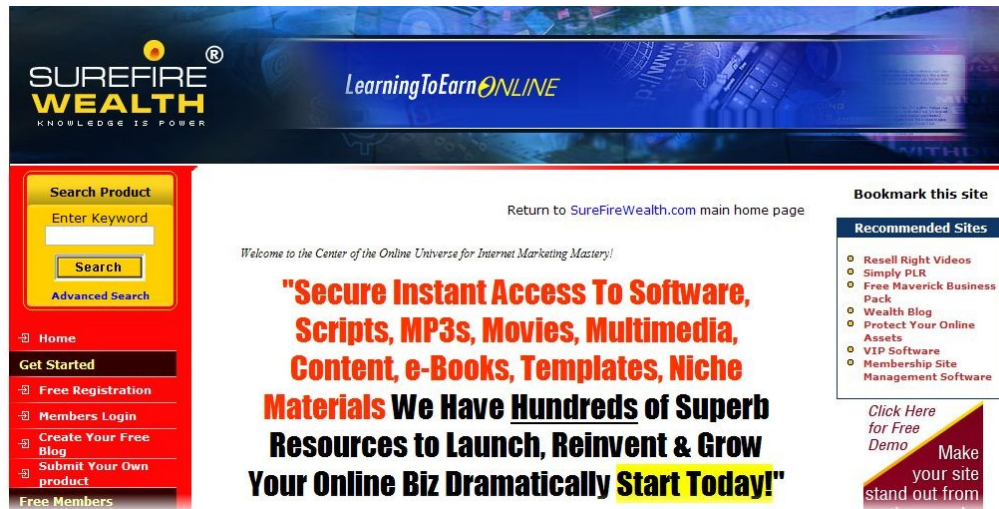 SUREFIRE®
WEALTH
KNOWLEDGE IS POWER
LearningToEarnONLINE
Search Product
Enter Keyword
Search
Advanced Search
Home
Get Started
Free Registration
Members Login
Create Your Free
Blog
Submit Your Own
product
Free Members
Return to SureFireWealth.com main home page
Welcome to the Center of the Online Universe for Internet Marketing Mastery!
"Secure Instant Access To Software,
Scripts, MP3s, Movies, Multimedia,
Content, e-Books, Templates, Niche
Materials We Have Hundreds of Superb
Resources to Launch, Reinvent & Grow
Your Online Biz Dramatically Start Today!"
Bookmark this site
Recommended Sites
Resell Right Videos
Simply PLR
Free Maverick Business
Pack
Wealth Blog
Protect Your Online
Assets
VIP Software
Membership Site
Management Software
Click Here
for Free
Demo
Make
your site
stand out from